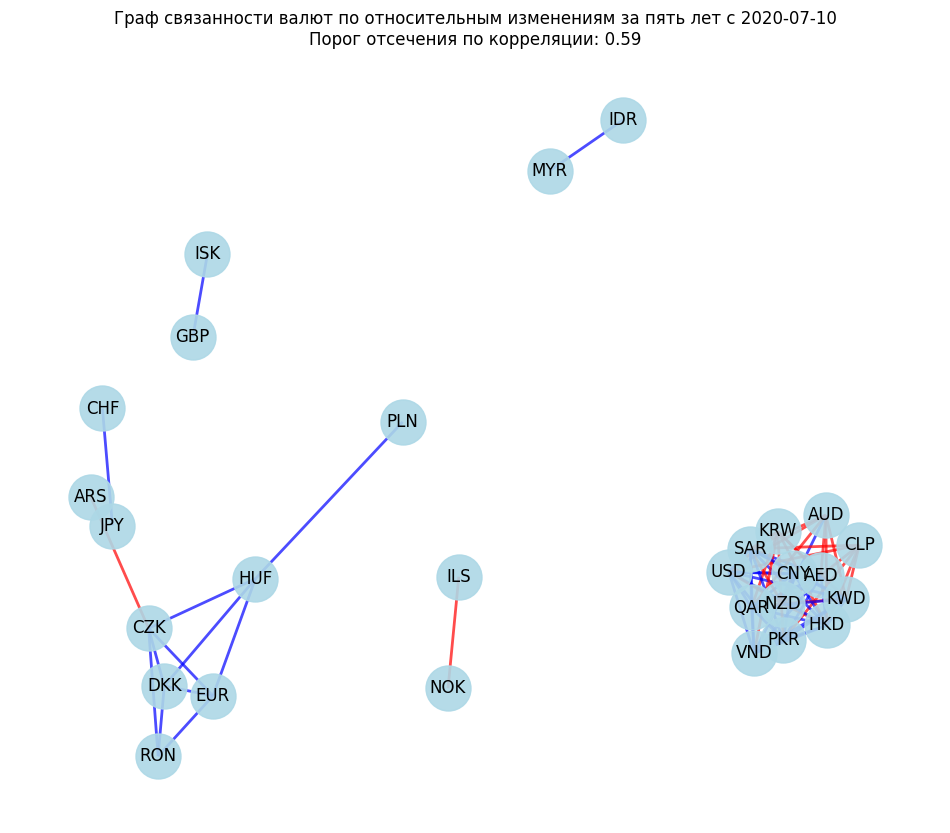 Граф связанности валют по относительным изменениям за пять лет с 2020-07-10
Порог отсечения по корреляции: 0.59
IDR
MYR
ISK
GBP
CHF
PLN
ARS
JPY
AUD
KRW
CLP
SAR
USD
CNY
AED
HUF
ILS
QAR
NZD
KWD
HKD
CZK
PKR
VND
DKK
EUR
NOK
RON